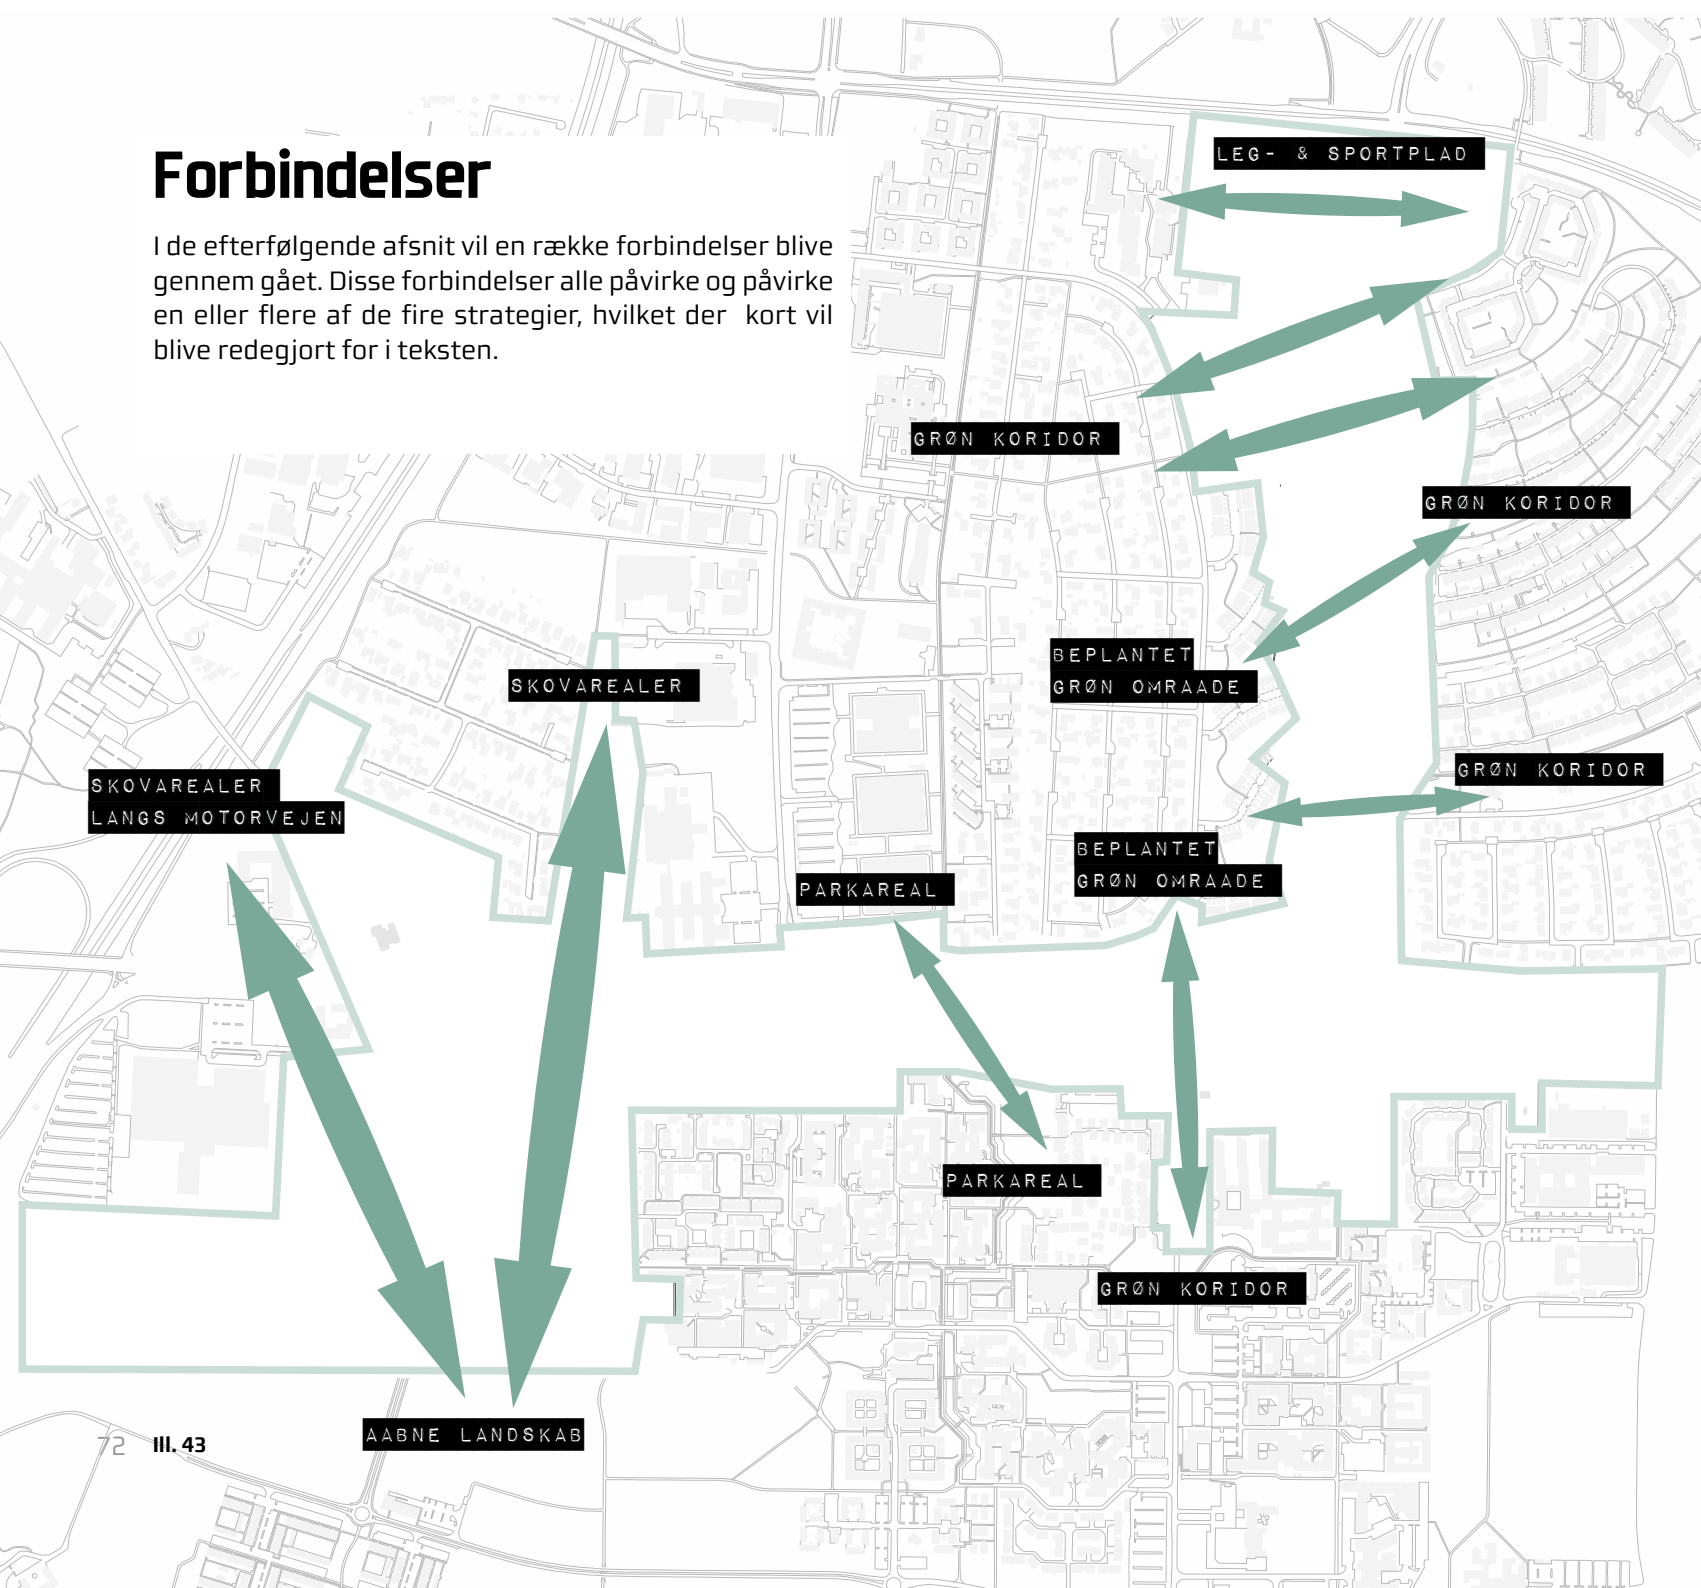 Forbindelser
I de efterfølgende afsnit vil en række forbindelser blive
gennem gået. Disse forbindelser alle påvirke og påvirke
en eller flere af de fire strategier, hvilket der kort vil
blive redegjort for i teksten.
LEG- & SPORTPLAD
GRØN KORIDOR
GRØN KORIDOR
BEPLANTET
GRØN OMRAADE
SKOVAREALER
GRØN KORIDOR
SKOVAREALER
LANGS MOTORVEJEN
BEPLANTET
GRØN OMRAADE
PARKAREAL
PARKAREAL
GRØN KORIDOR
AABNE LANDSKAB
72 Ill. 43